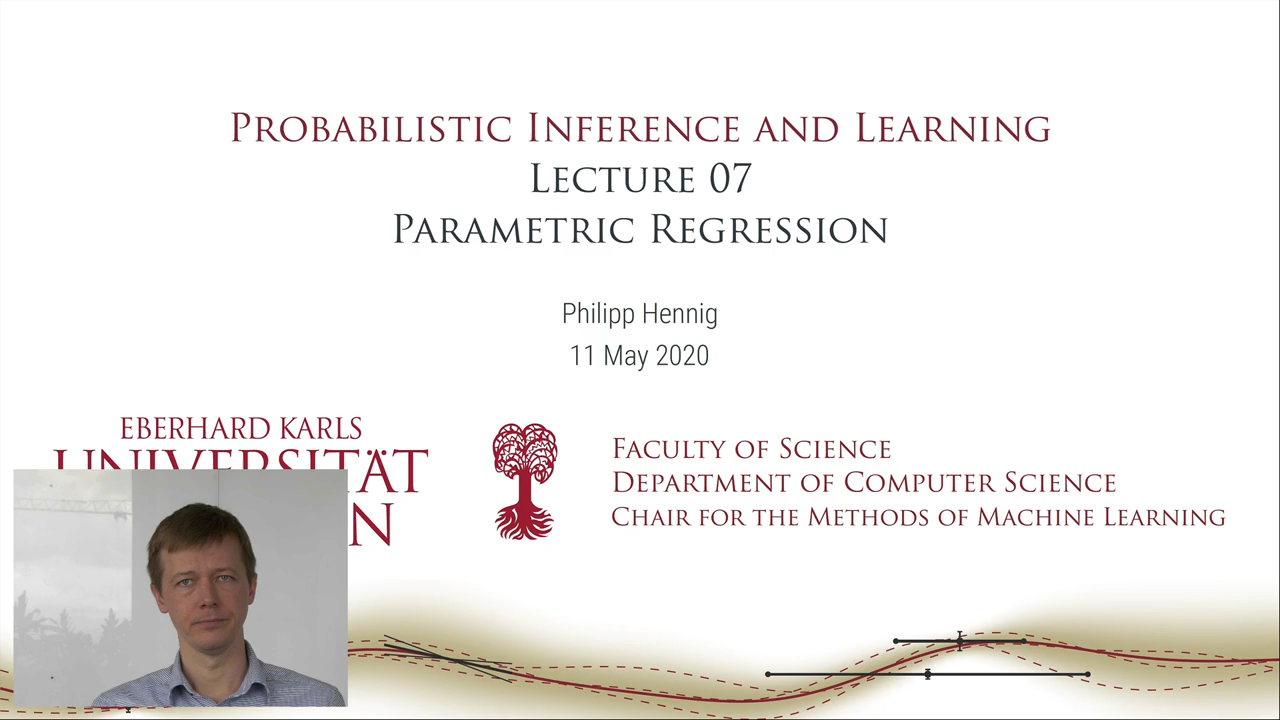 Probabilistic Inference and Learning
Lecture 07
Parametric Regression
Philipp Hennig
11 May 2020
EBERHARD KARLS
UNIVERSITÄT
N
Faculty of Science
Department of Computer Science
Chair for the Methods of Machine Learning